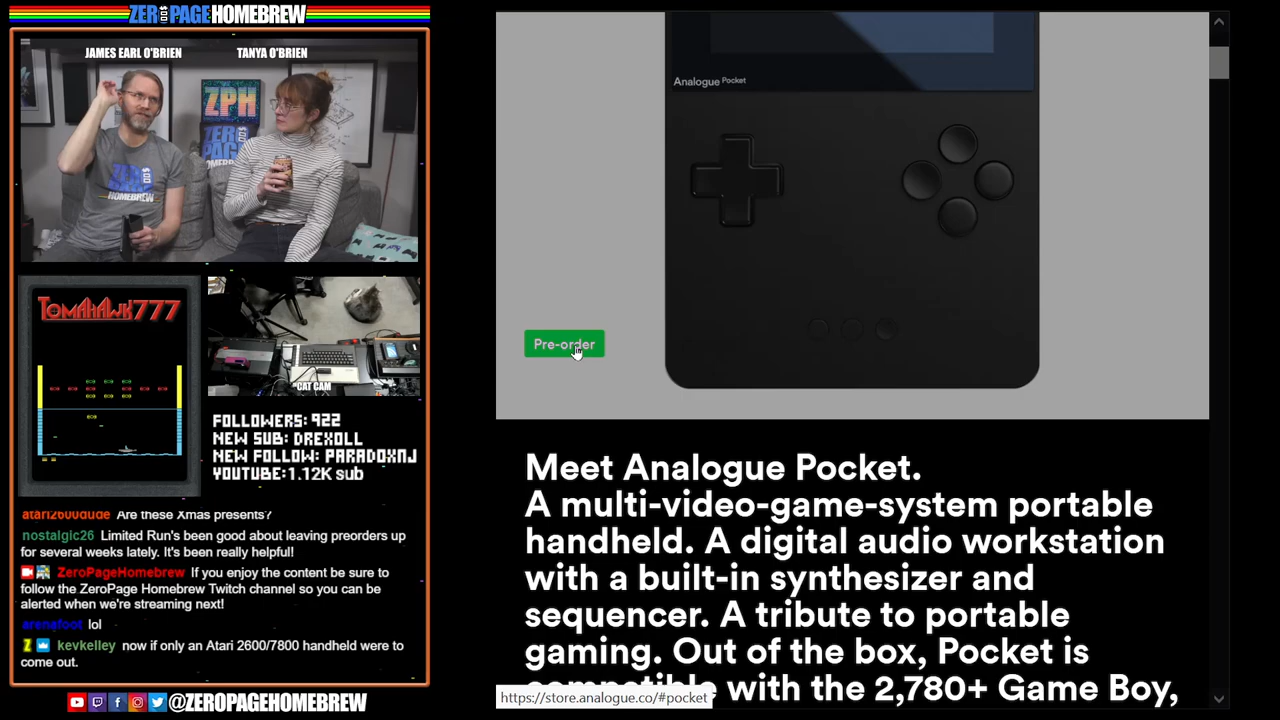 ZEROPAGEHOMEBREW
JAMES EARL O'BRIEN
TANYA O'BRIEN
ZPH
TOMAHAWK777
CAT CAM
FOLLOWERS: 922
NEW SUB: DREXOLL
NEW FOLLOW: PARADOXNJ
YOUTUBE: 1.12K sub
atari2600dude Are these Xmas presents?
nostalgic26 Limited Run's been good about leaving preorders up
for several weeks lately. It's been really helpful!
ZeroPageHomebrew If you enjoy the content be sure to
follow the ZeroPage Homebrew Twitch channel so you can be
alerted when we're streaming next!
arenafoot lol
kevkelley now if only an Atari 2600/7800 handheld were to
come out.
@ZEROPAGEHOMEBREW
Analogue Pocket
Pre-order
Meet Analogue Pocket.
A multi-video-game-system portable
handheld. A digital audio workstation
with a built-in synthesizer and
sequencer. A tribute to portable
gaming. Out of the box, Pocket is
compatible with the 2,780+ Game Boy,
https://store.analogue.co/#pocket